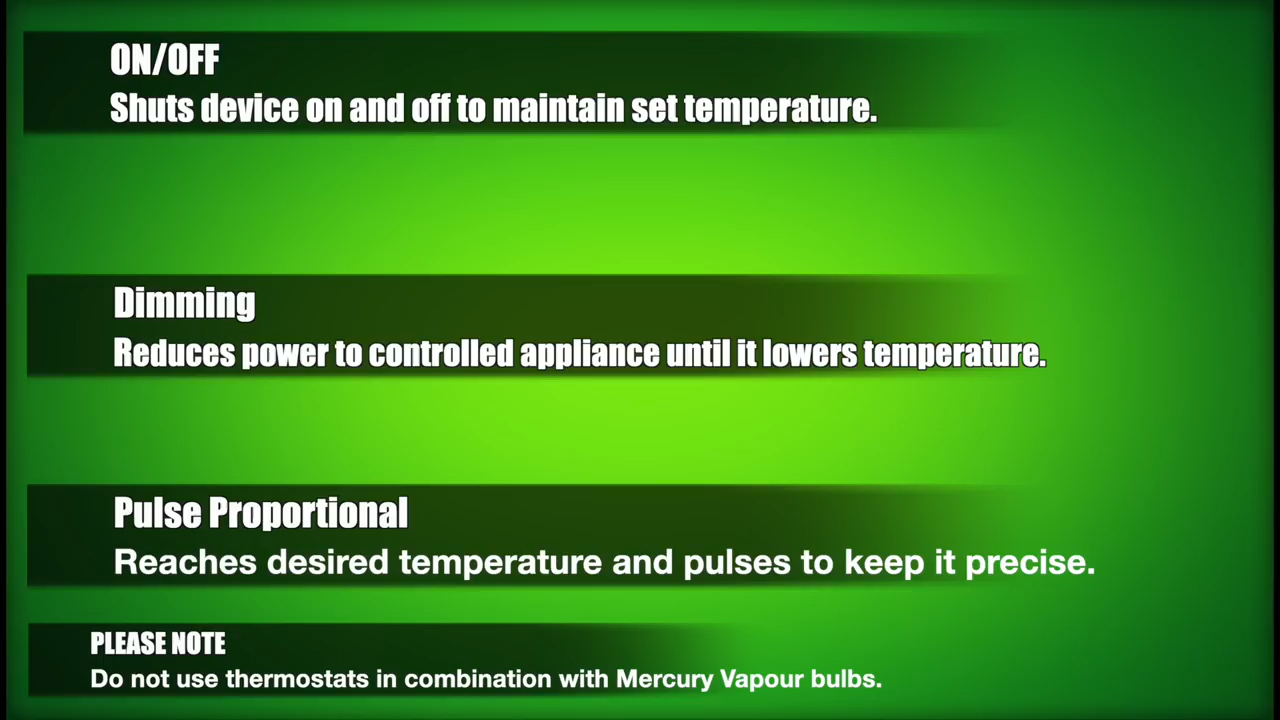 ON/OFF
Shuts device on and off to maintain set temperature.
Dimming
Reduces power to controlled appliance until it lowers temperature.
Pulse Proportional
Reaches desired temperature and pulses to keep it precise.
PLEASE NOTE
Do not use thermostats in combination with Mercury Vapour bulbs.